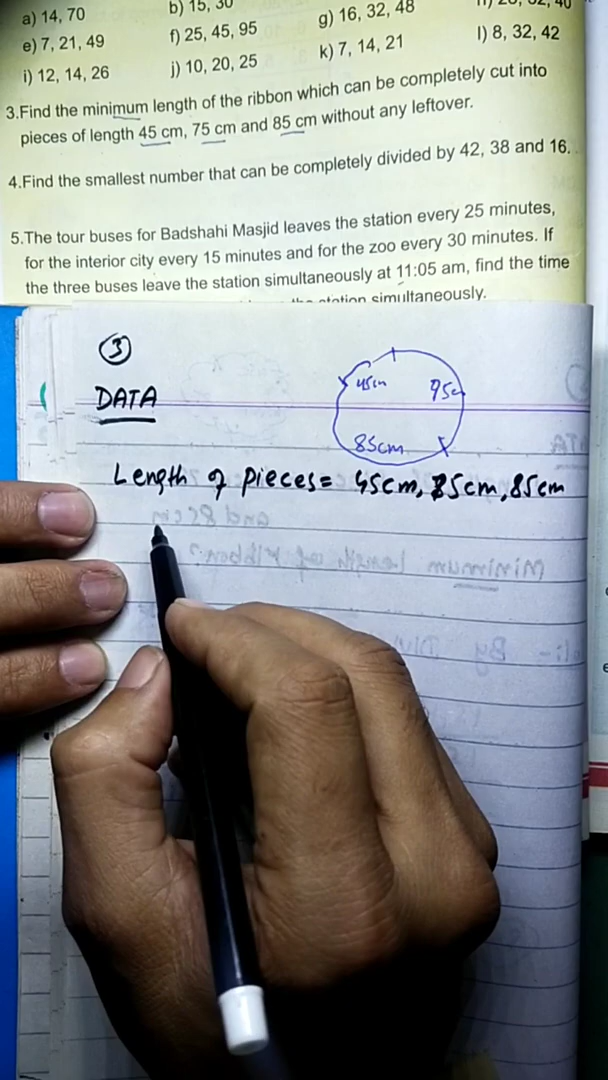 a) 14, 70
b) 15, 30
g) 16, 32, 48
e) 7, 21, 49
f) 25, 45, 95
l) 8, 32, 42
i) 12, 14, 26
j) 10, 20, 25
k) 7, 14, 21
3.Find the minimum length of the ribbon which can be completely cut into
pieces of length 45 cm, 75 cm and 85 cm without any leftover.
4.Find the smallest number that can be completely divided by 42, 38 and 16.
5.The tour buses for Badshahi Masjid leaves the station every 25 minutes,
for the interior city every 15 minutes and for the zoo every 30 minutes. If
the three buses leave the station simultaneously at 11:05 am, find the time
station simultaneously.
3
DATA
45cm
85cm
Length of Pieces= 45cm, 75cm, 85cm